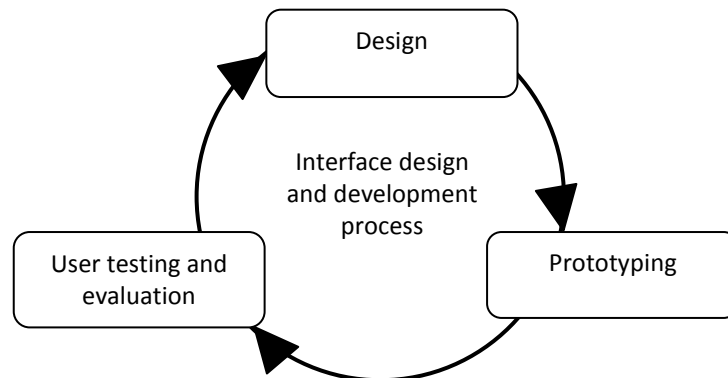 Design
Interface design
and development
process
User testing and
evaluation
Prototyping